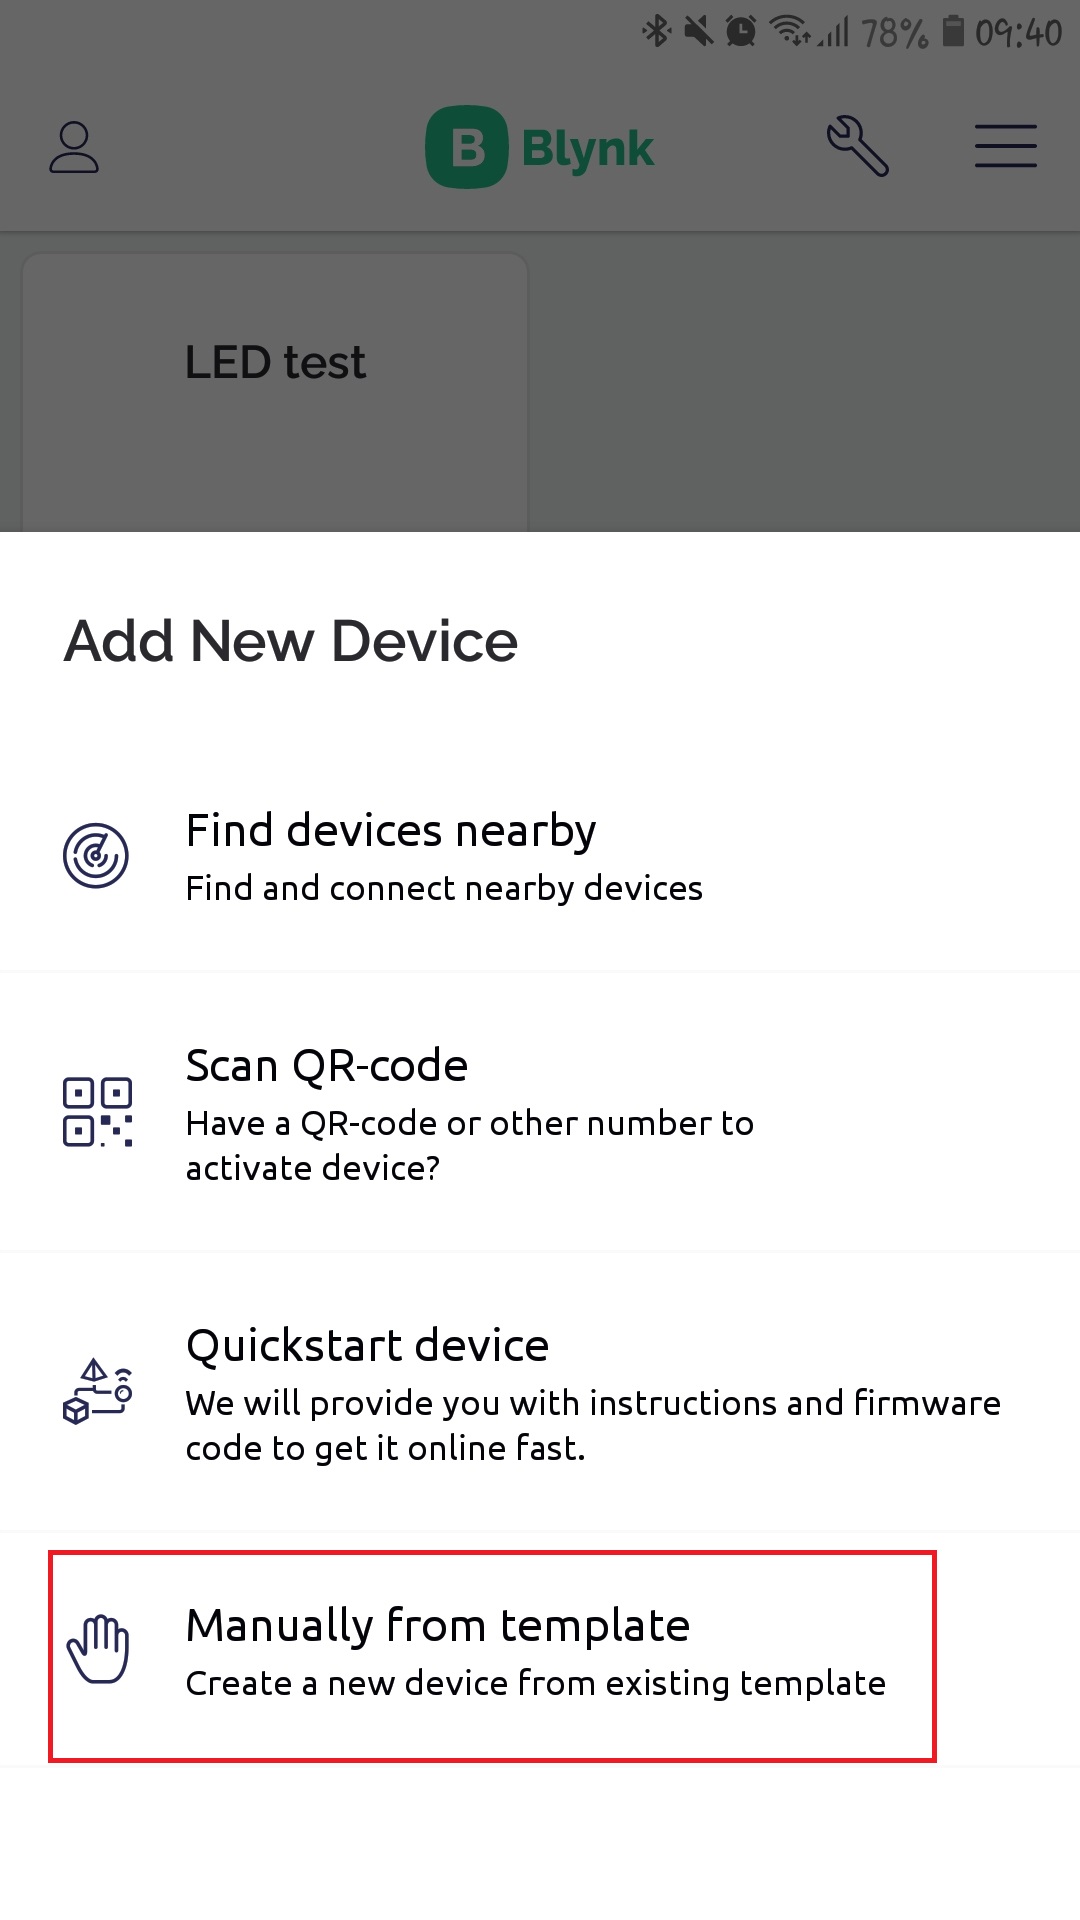 78% 09:40
B Blynk
LED test
Add New Device
Find devices nearby
Find and connect nearby devices
Scan QR-code
Have a QR-code or other number to
activate device?
Quickstart device
We will provide you with instructions and firmware
code to get it online fast.
Manually from template
Create a new device from existing template